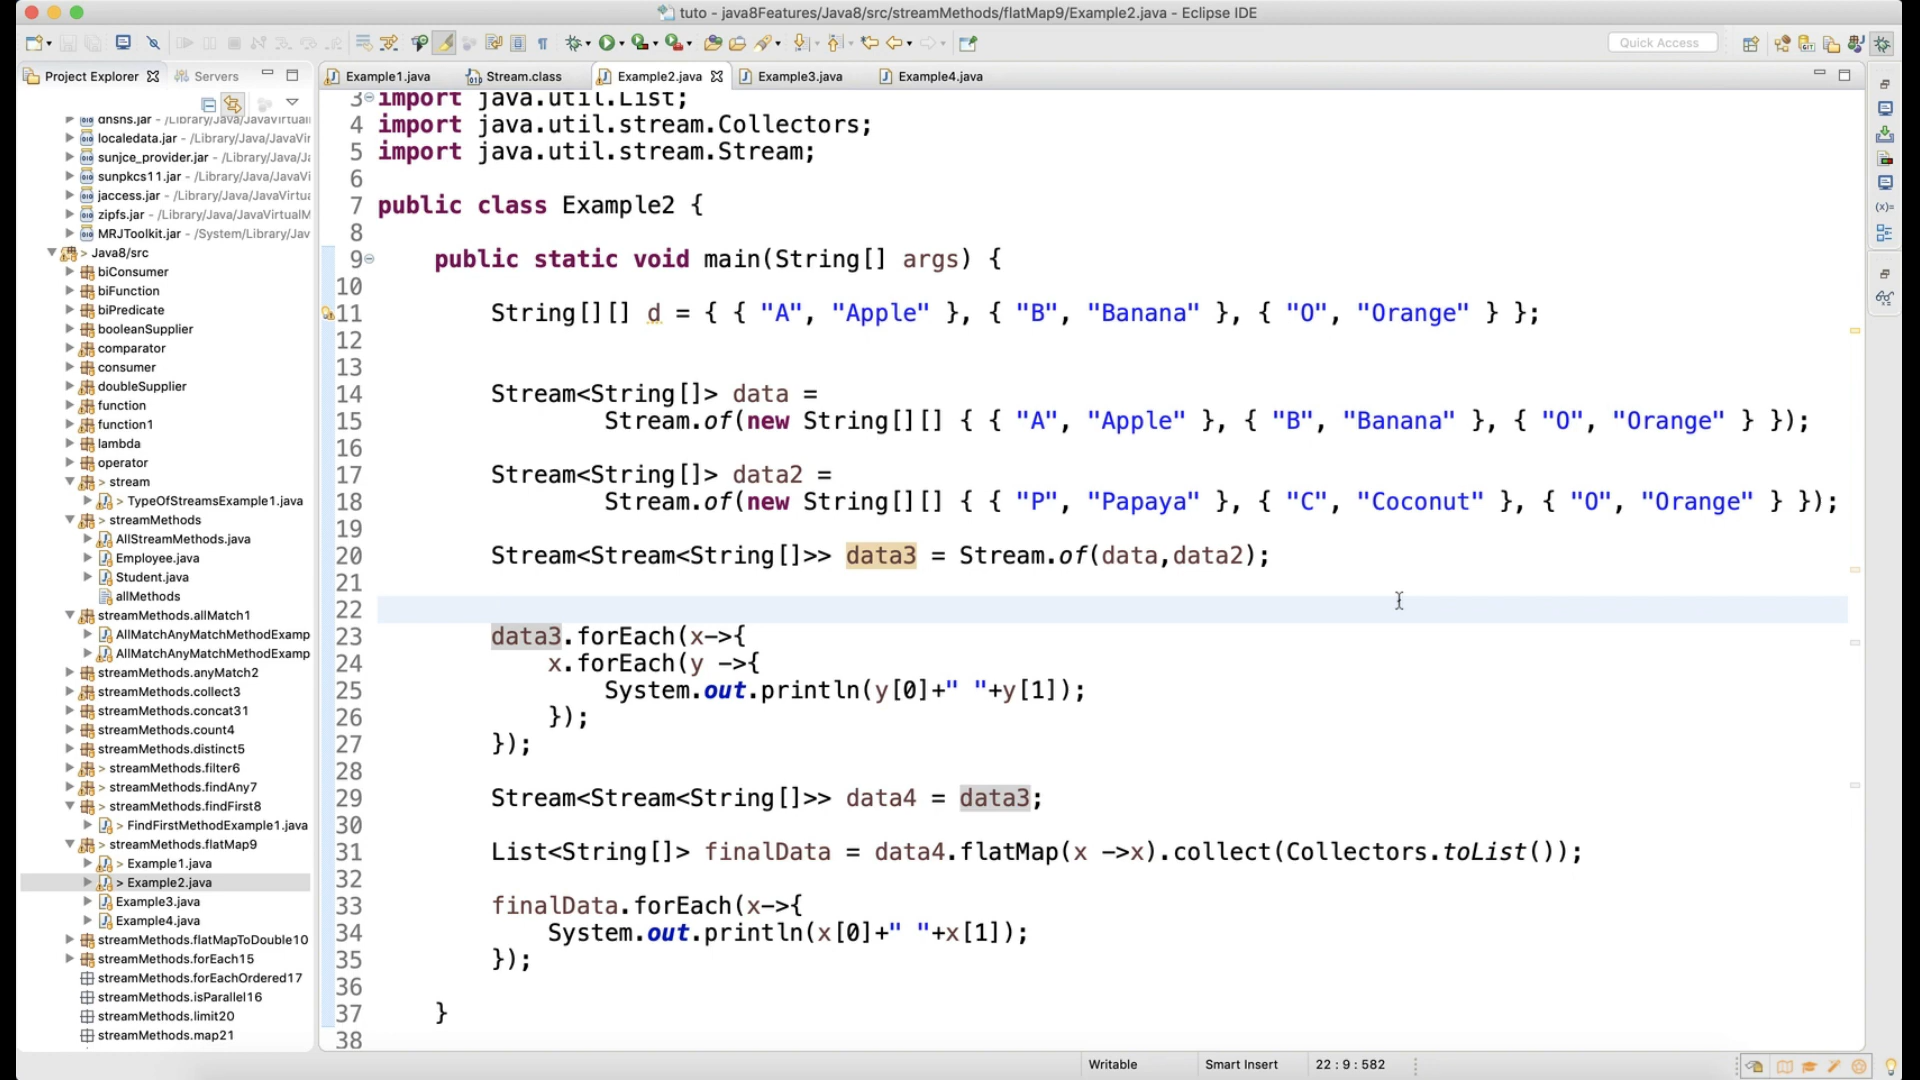 tuto - java8Features/Java8/src/streamMethods/flatMap9/Example2.java - Eclipse IDE
Quick Access
Project Explorer
Servers
Example1.java
Stream.class
Example2.java
Example3.java
Example4.java
dnsns.jar - /Library/Java/JavaVirtual
localedata.jar - /Library/Java/JavaVir
sunjce_provider.jar - /Library/Java/Ja
sunpkcs11.jar - /Library/Java/JavaVi
jaccess.jar - /Library/Java/JavaVirtua
zipfs.jar - /Library/Java/JavaVirtualM
MRJToolkit.jar - /System/Library/Jav
> Java8/src
biConsumer
biFunction
biPredicate
booleanSupplier
comparator
consumer
doubleSupplier
function
function1
lambda
operator
> stream
> TypeOfStreamsExample1.java
> streamMethods
AllStreamMethods.java
Employee.java
Student.java
allMethods
streamMethods.allMatch1
AllMatchAnyMatchMethodExamp
AllMatchAnyMatchMethodExamp
streamMethods.anyMatch2
streamMethods.collect3
streamMethods.concat31
streamMethods.count4
streamMethods.distinct5
> streamMethods.filter6
> streamMethods.findAny7
> streamMethods.findFirst8
> FindFirstMethodExample1.java
> streamMethods.flatMap9
> Example1.java
> Example2.java
Example3.java
Example4.java
streamMethods.flatMapToDouble10
streamMethods.forEach15
streamMethods.forEachOrdered17
streamMethods.isParallel16
streamMethods.limit20
streamMethods.map21
3 import java.util.List;
4 import java.util.stream.Collectors;
5 import java.util.stream.Stream;
6
7 public class Example2 {
8
9 public static void main(String[] args) {
10
11 String[][] d = { { "A", "Apple" }, { "B", "Banana" }, { "O", "Orange" } };
12
13
14 Stream<String[]> data =
15 Stream.of(new String[][] { { "A", "Apple" }, { "B", "Banana" }, { "O", "Orange" } });
16
17 Stream<String[]> data2 =
18 Stream.of(new String[][] { { "P", "Papaya" }, { "C", "Coconut" }, { "O", "Orange" } });
19
20 Stream<Stream<String[]>> data3 = Stream.of(data,data2);
21
22
23 data3.forEach(x->{
24 x.forEach(y ->{
25 System.out.println(y[0]+" "+y[1]);
26 });
27 });
28
29 Stream<Stream<String[]>> data4 = data3;
30
31 List<String[]> finalData = data4.flatMap(x ->x).collect(Collectors.toList());
32
33 finalData.forEach(x->{
34 System.out.println(x[0]+" "+x[1]);
35 });
36
37 }
38
(x)=
Writable
Smart Insert
22 : 9 : 582